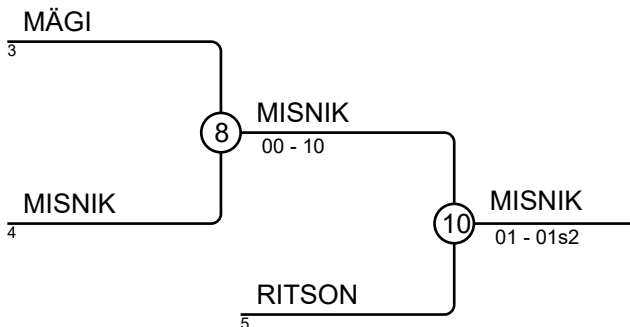 MÄGI
3
8
MISNIK
00 - 10
MISNIK
4
10
MISNIK
01 - 01s2
RITSON
5